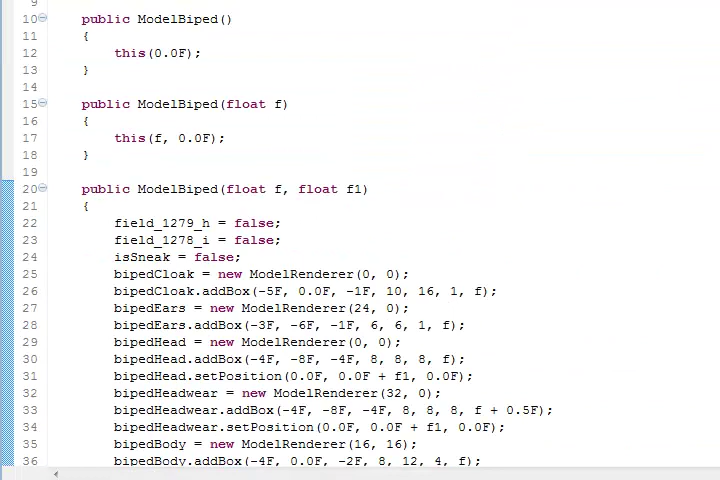 9
10 public ModelBiped()
11 {
12 this(0.0F);
13 }
14
15 public ModelBiped(float f)
16 {
17 this(f, 0.0F);
18 }
19
20 public ModelBiped(float f, float f1)
21 {
22 field_1279_h = false;
23 field_1278_i = false;
24 isSneak = false;
25 bipedCloak = new ModelRenderer(0, 0);
26 bipedCloak.addBox(-5F, 0.0F, -1F, 10, 16, 1, f);
27 bipedEars = new ModelRenderer(24, 0);
28 bipedEars.addBox(-3F, -6F, -1F, 6, 6, 1, f);
29 bipedHead = new ModelRenderer(0, 0);
30 bipedHead.addBox(-4F, -8F, -4F, 8, 8, 8, f);
31 bipedHead.setPosition(0.0F, 0.0F + f1, 0.0F);
32 bipedHeadwear = new ModelRenderer(32, 0);
33 bipedHeadwear.addBox(-4F, -8F, -4F, 8, 8, 8, f + 0.5F);
34 bipedHeadwear.setPosition(0.0F, 0.0F + f1, 0.0F);
35 bipedBody = new ModelRenderer(16, 16);
36 bipedBody.addBox(-4F, 0.0F, -2F, 8, 12, 4, f);